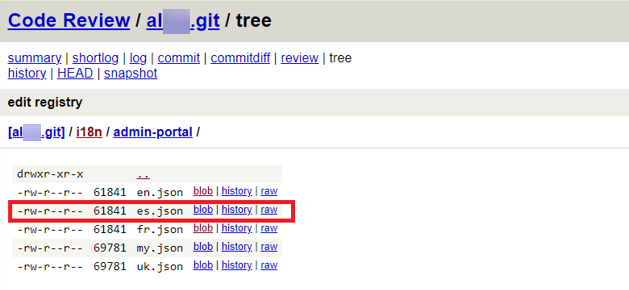 Code Review / al .git / tree
summary | shortlog | log | commit | commitdiff | review | tree
history | HEAD | snapshot
edit registry
[al .git] / i18n / admin-portal /
drwxr-xr-x ..
-rw-r--r-- 61841 en.json blob | history | raw
-rw-r--r-- 61841 es.json blob | history | raw
-rw-r--r-- 61841 fr.json blob | history | raw
-rw-r--r-- 69781 my.json blob | history | raw
-rw-r--r-- 69781 uk.json blob | history | raw